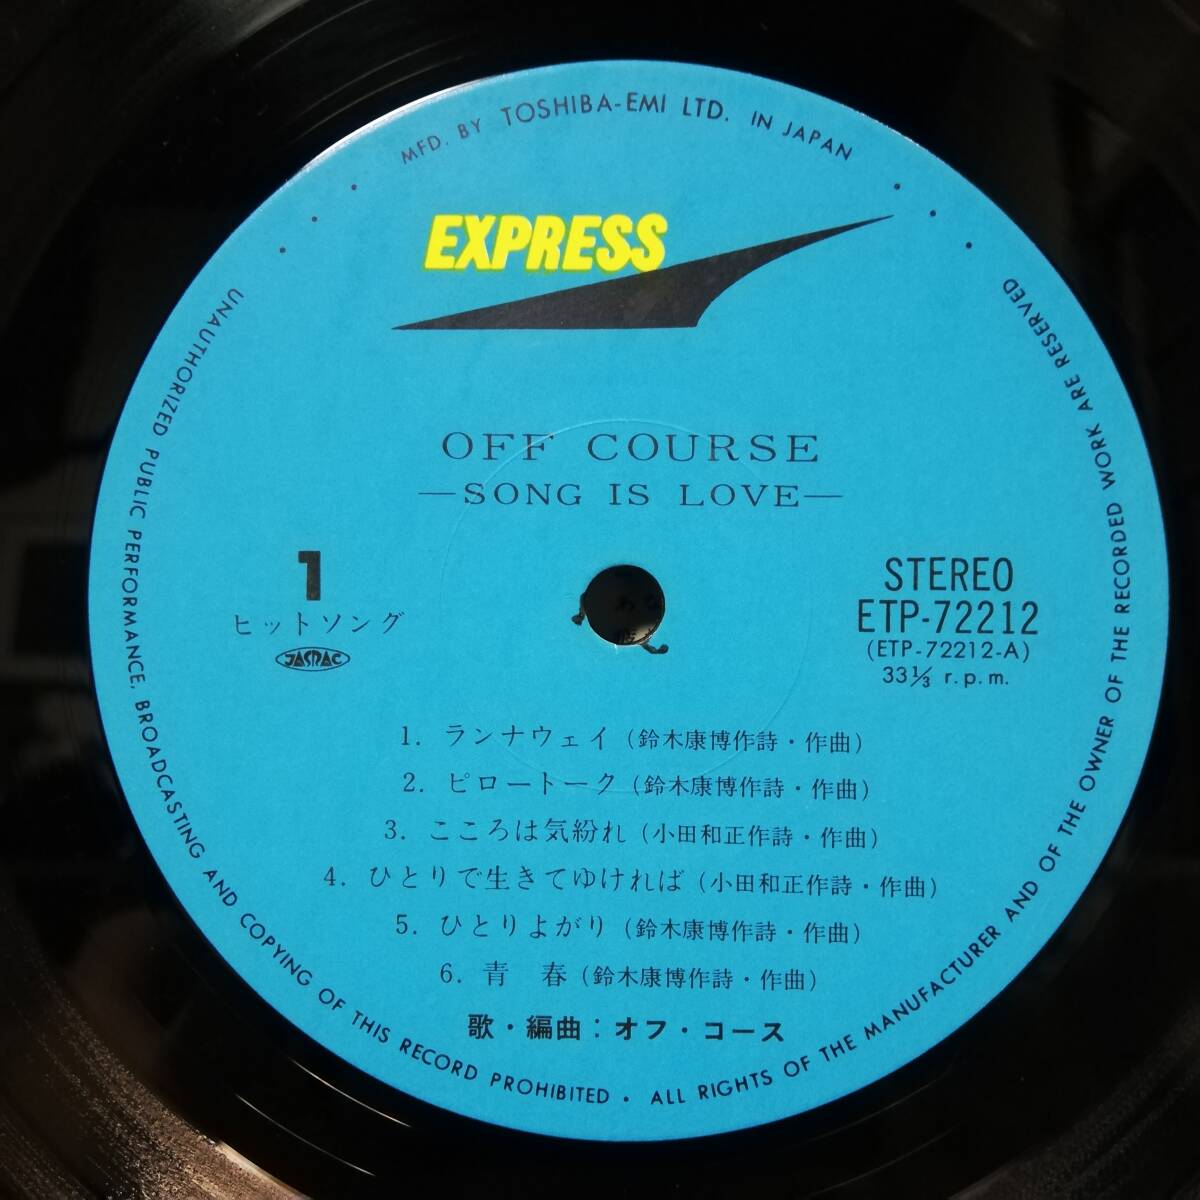 MFD. BY TOSHIBA-EMI LTD. IN JAPAN
EXPRESS
OFF COURSE
—SONG IS LOVE—
1
ヒットソング
JASRAC
STEREO
ETP-72212
(ETP-72212-A)
33⅓ r.p.m.
1. ランナウェイ (鈴木康博作詩・作曲)
2. ピロートーク (鈴木康博作詩・作曲)
3. こころは気紛れ (小田和正作詩・作曲)
4. ひとりで生きてゆければ (小田和正作詩・作曲)
5. ひとりよがり (鈴木康博作詩・作曲)
6. 青 春 (鈴木康博作詩・作曲)
歌・編曲：オフ・コース
UNAUTHORIZED PUBLIC PERFORMANCE, BROADCASTING AND COPYING OF THIS RECORD PROHIBITED • ALL RIGHTS OF THE MANUFACTURER AND OF THE OWNER OF THE RECORDED WORK ARE RESERVED